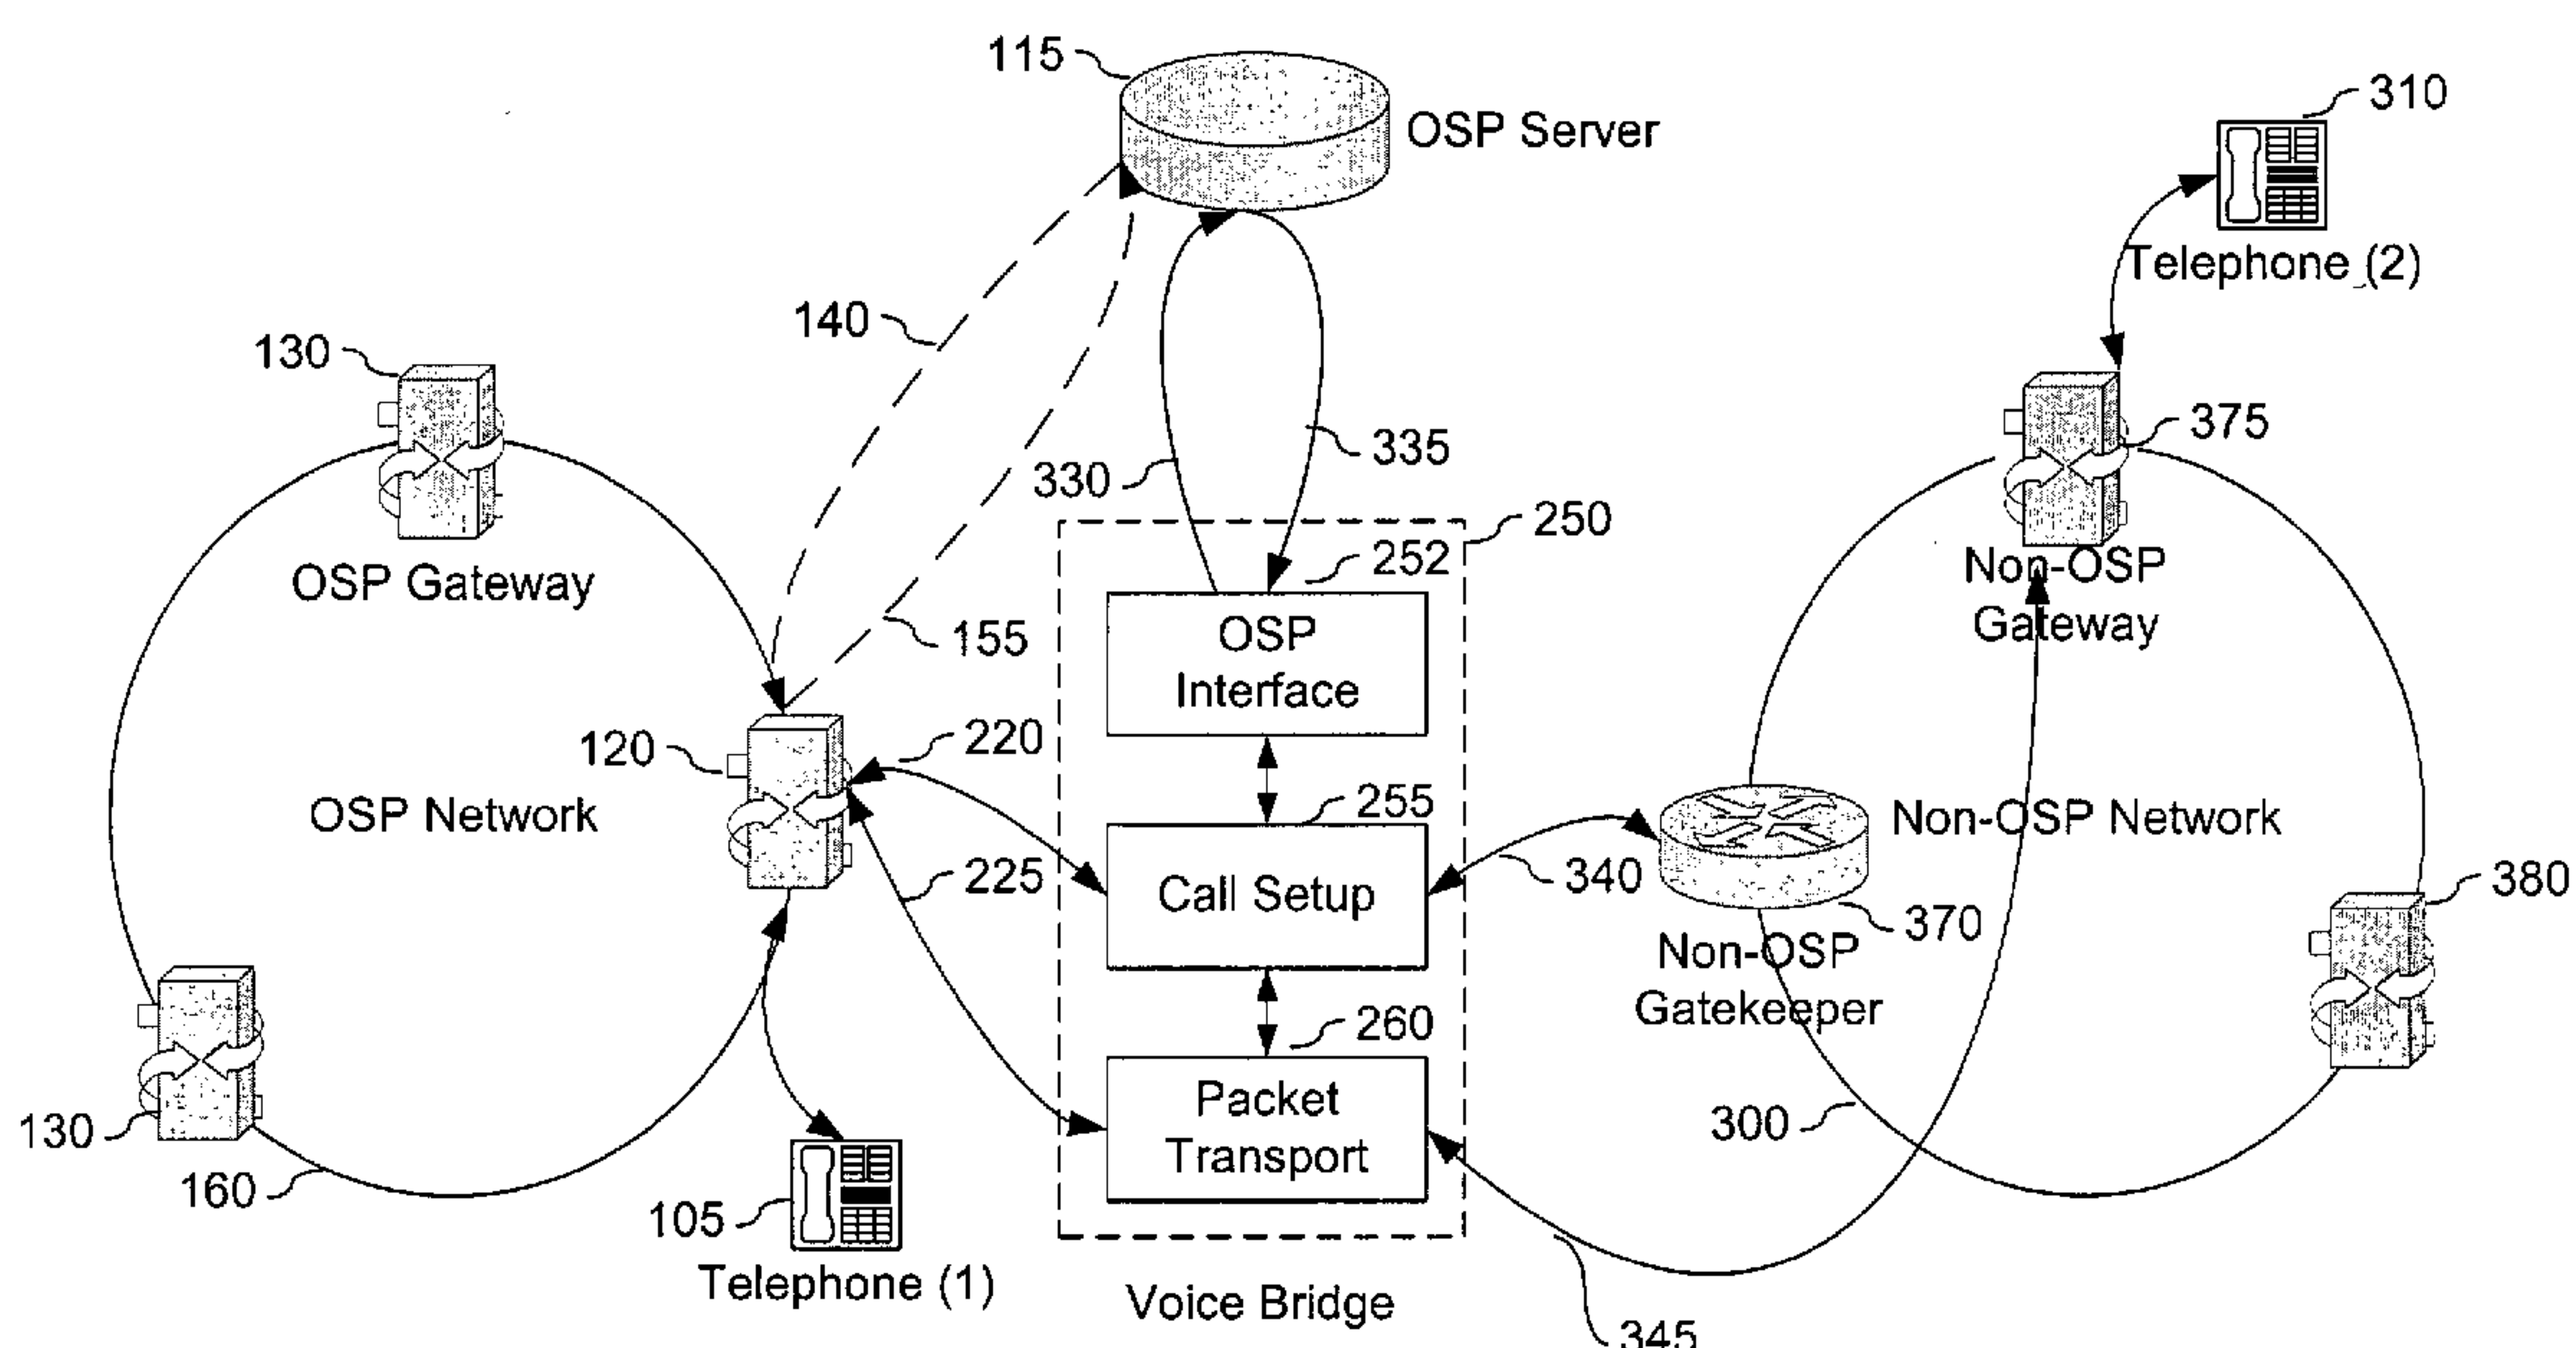 115
OSP Server
310
Telephone (2)
140
130
OSP Gateway
375
335
330
250
252
Non-OSP
Gateway
OSP
Interface
155
120
220
OSP Network
255
Non-OSP Network
225
Call Setup
340
380
370
Non-OSP
Gatekeeper
260
130
160
Packet
Transport
300
105
Telephone (1)
Voice Bridge
345